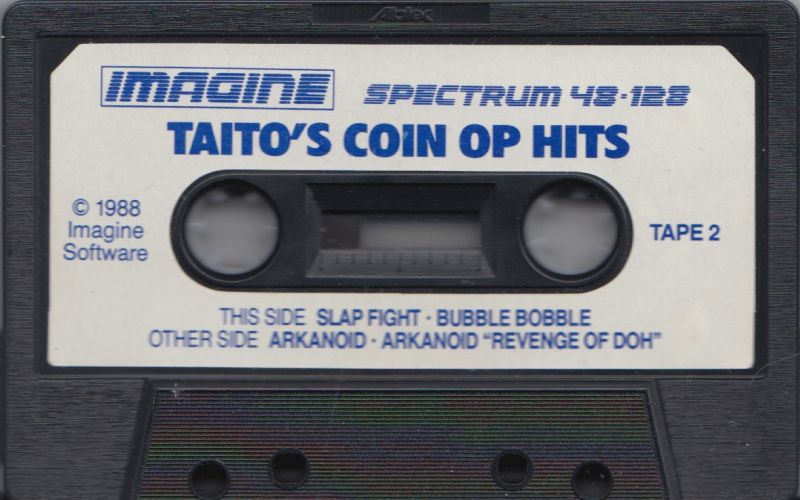 IMAGINE
SPECTRUM 48·128
TAITO'S COIN OP HITS
© 1988
Imagine
Software
TAPE 2
THIS SIDE SLAP FIGHT · BUBBLE BOBBLE
OTHER SIDE ARKANOID · ARKANOID "REVENGE OF DOH"